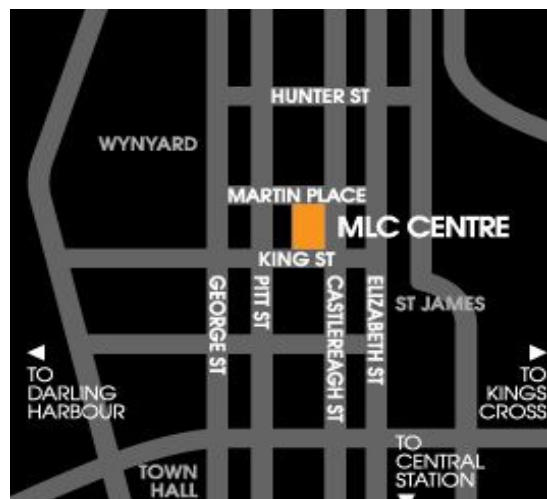 HUNTER ST
WYNYARD
MARTIN PLACE
MLC CENTRE
KING ST
GEORGE ST
PITT ST
CASTLEREAGH ST
ELIZABETH ST
ST JAMES
TO
DARLING
HARBOUR
TO
KINGS
CROSS
TOWN
HALL
TO
CENTRAL
STATION